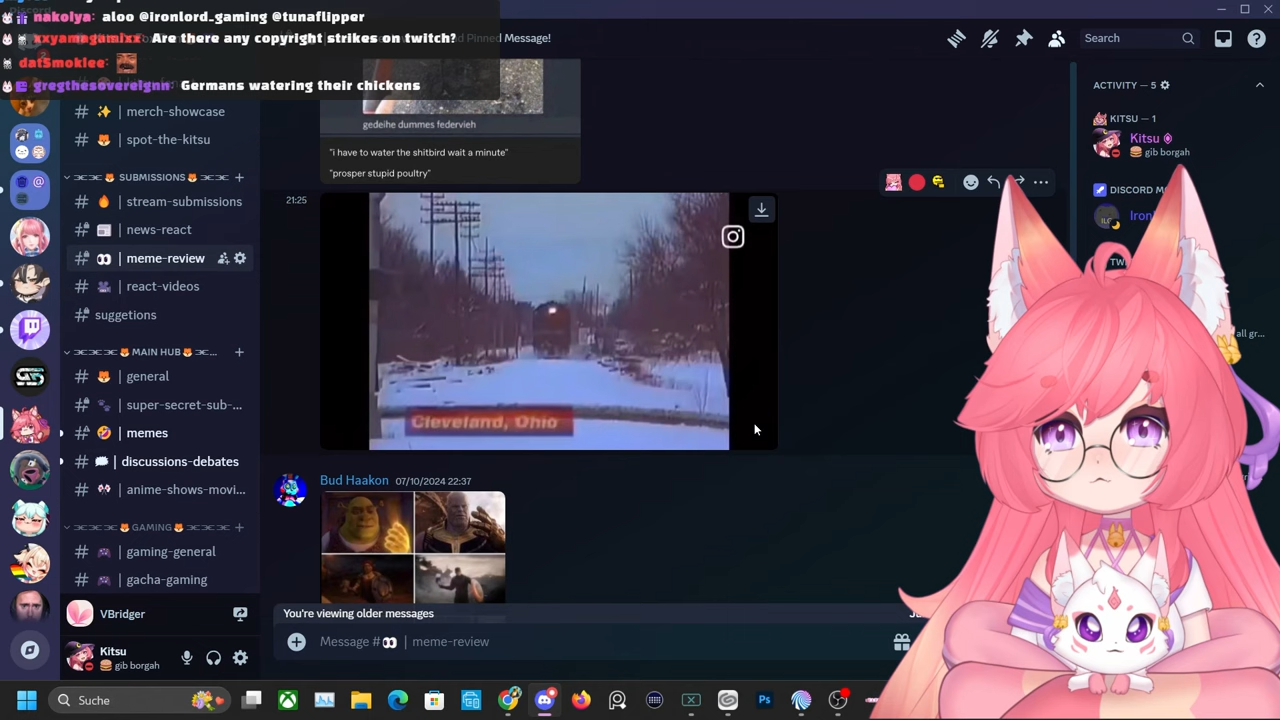 nakolya: aloo @ironlord_gaming @tunaflipper
xxyamagamixx: Are there any copyright strikes on twitch?
datsmoklee:
gregthesovereignn: Germans watering their chickens
Pinned Message!
Search
merch-showcase
spot-the-kitsu
SUBMISSIONS
stream-submissions
news-react
meme-review
react-videos
suggetions
MAIN HUB
general
super-secret-sub-...
memes
discussions-debates
anime-shows-movi...
GAMING
gaming-general
gacha-gaming
VBridger
Kitsu
gib borgah
gedeihe dummes federvieh
"i have to water the shitbird wait a minute"
"prosper stupid poultry"
21:25
Cleveland, Ohio
Bud Haakon 07/10/2024 22:37
You're viewing older messages
Message # | meme-review
ACTIVITY — 5
KITSU — 1
Kitsu
gib borgah
DISCORD
Suche